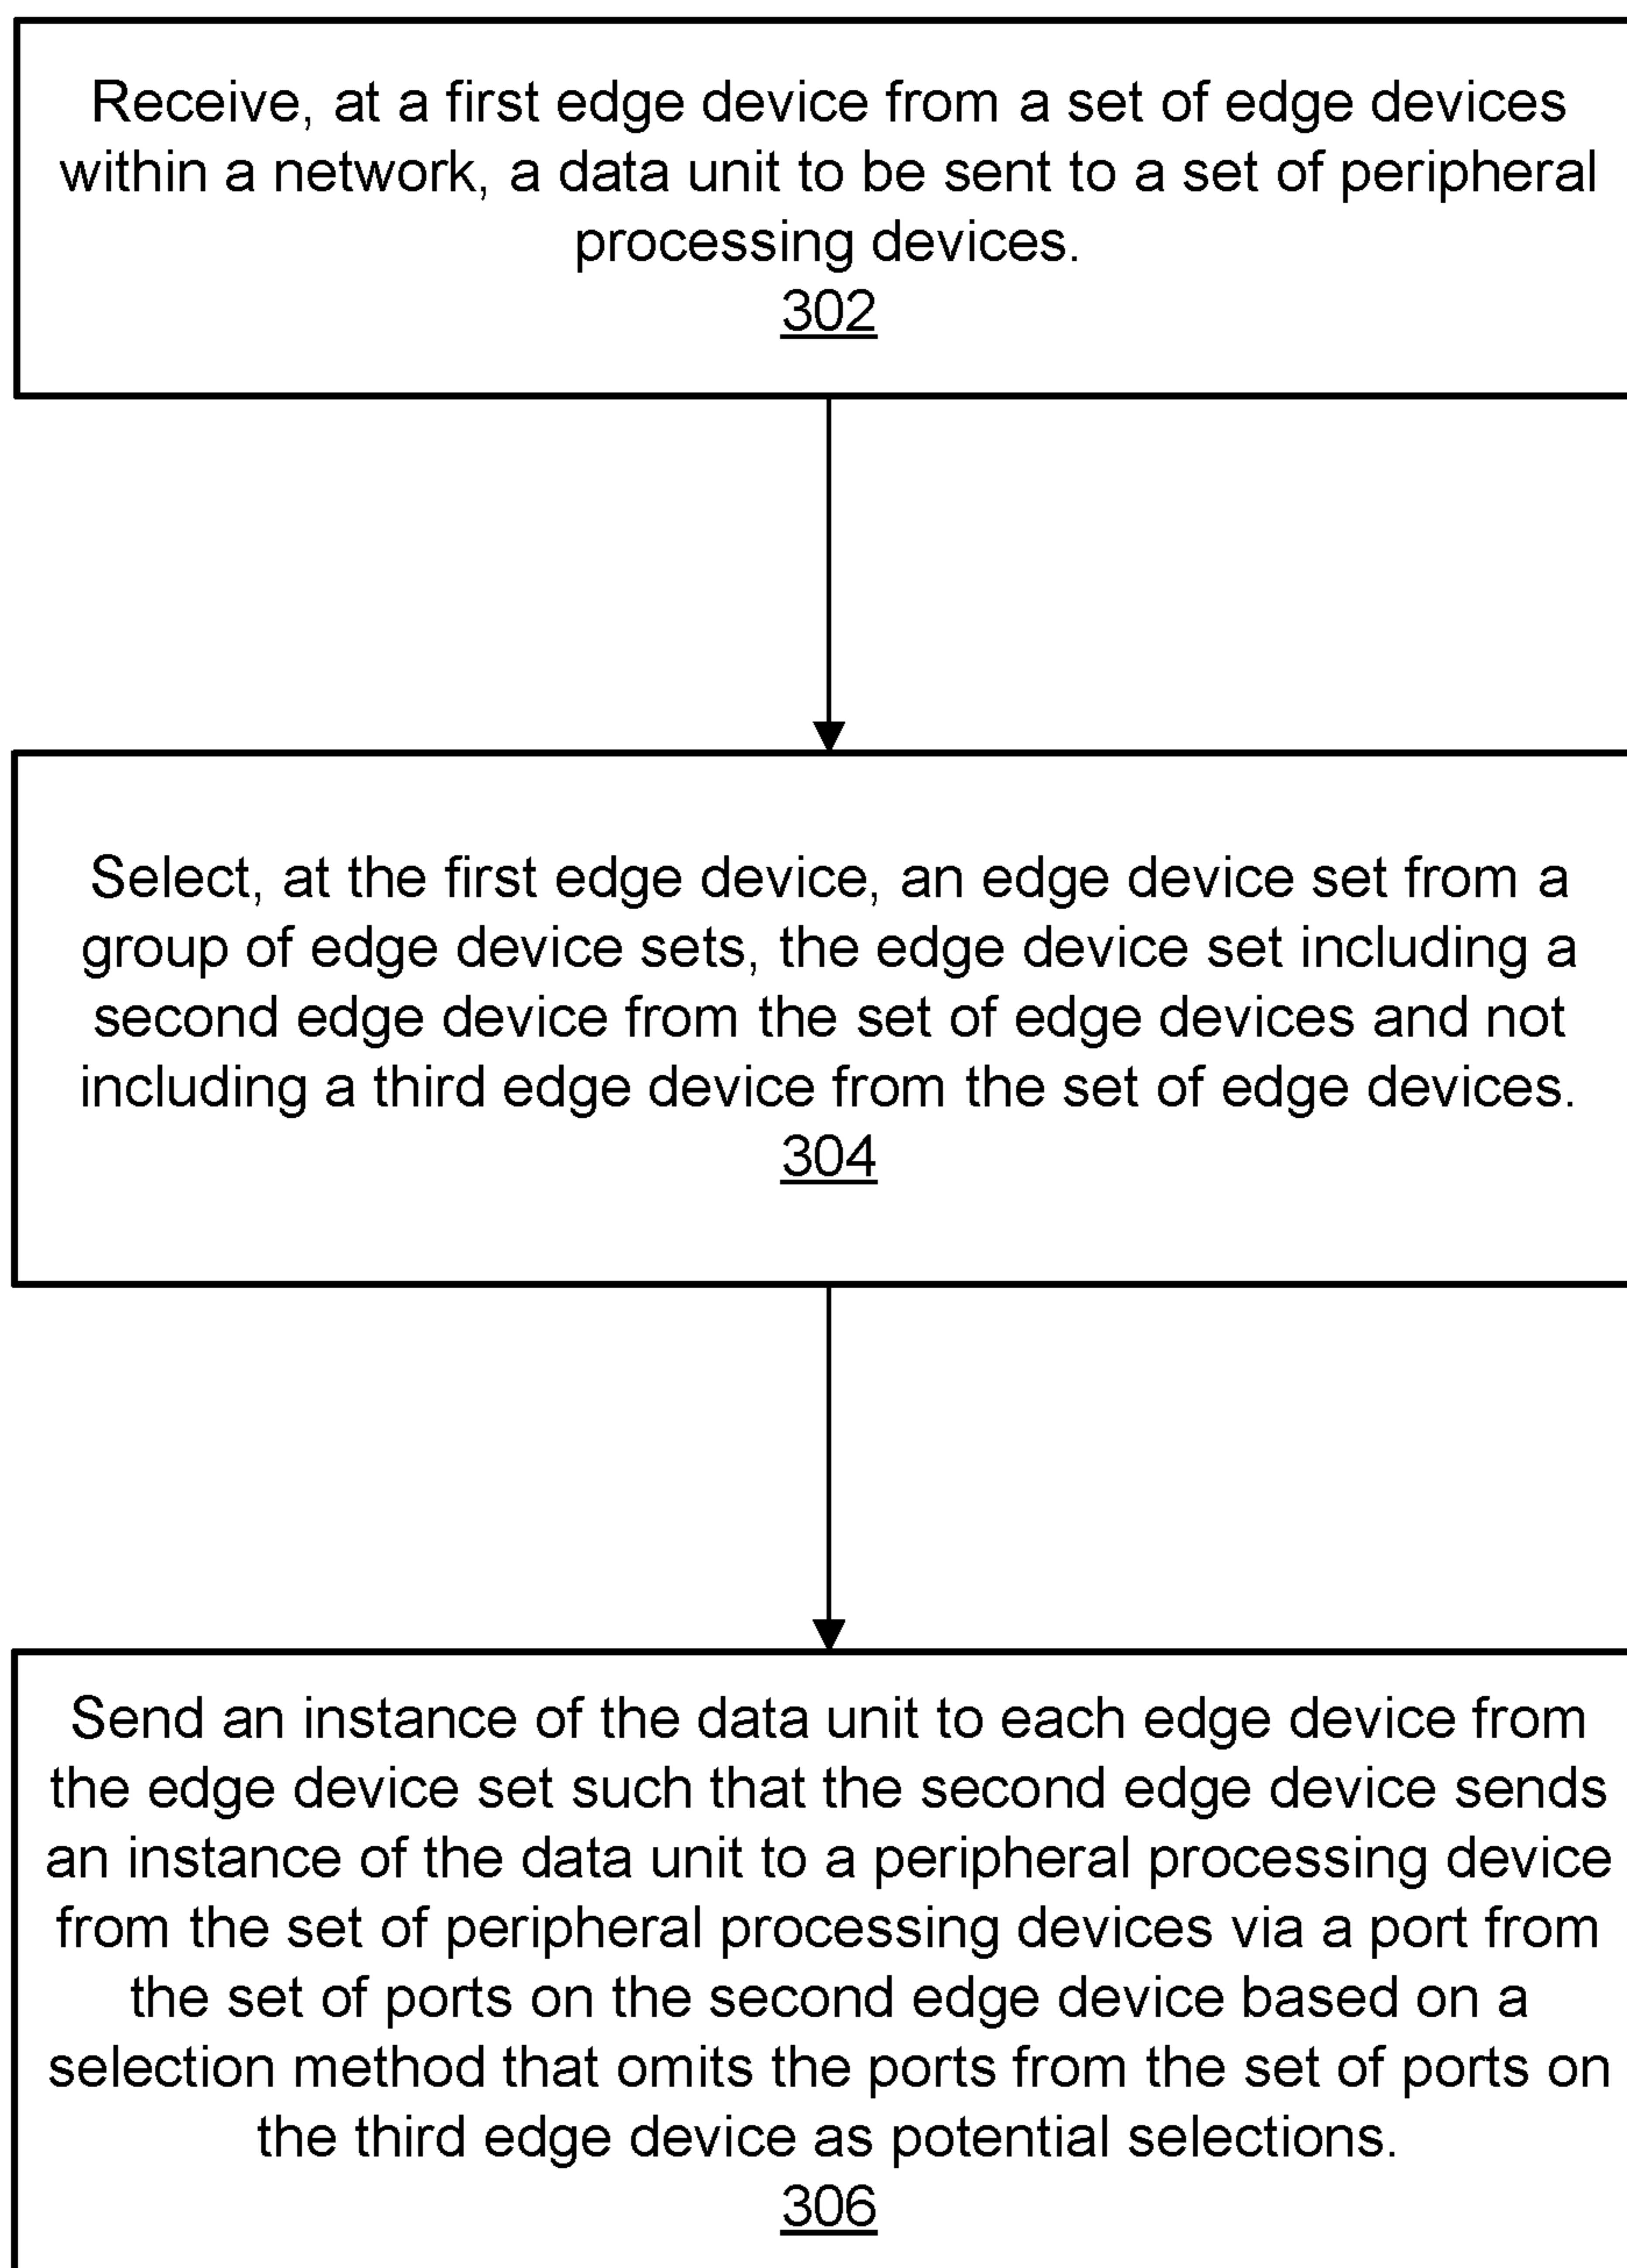 Receive, at a first edge device from a set of edge devices
within a network, a data unit to be sent to a set of peripheral
processing devices.
302
Select, at the first edge device, an edge device set from a
group of edge device sets, the edge device set including a
second edge device from the set of edge devices and not
including a third edge device from the set of edge devices.
304
Send an instance of the data unit to each edge device from
the edge device set such that the second edge device sends
an instance of the data unit to a peripheral processing device
from the set of peripheral processing devices via a port from
the set of ports on the second edge device based on a
selection method that omits the ports from the set of ports on
the third edge device as potential selections.
306